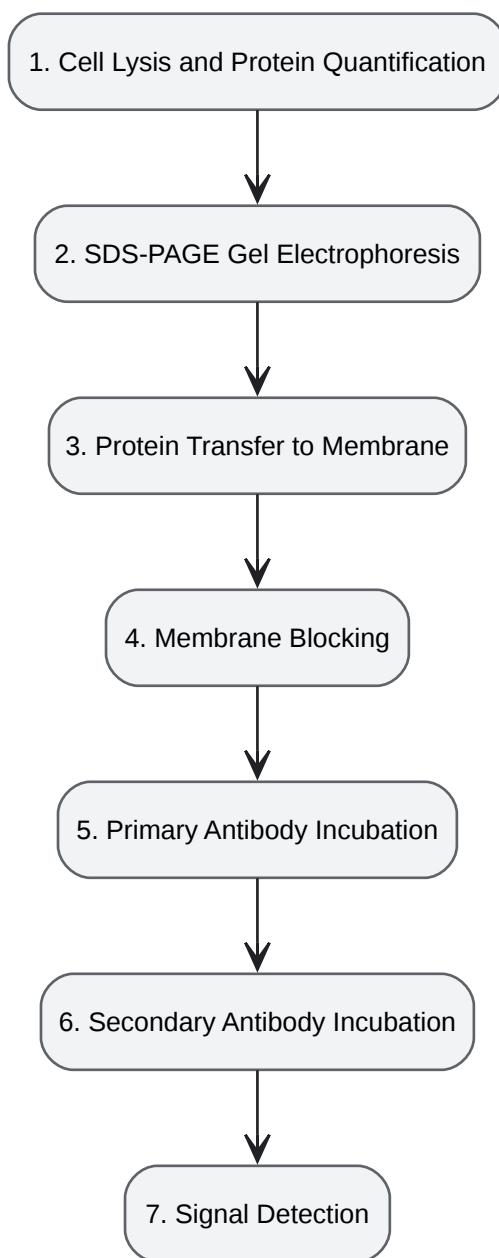 1. Cell Lysis and Protein Quantification
2. SDS-PAGE Gel Electrophoresis
3. Protein Transfer to Membrane
4. Membrane Blocking
5. Primary Antibody Incubation
6. Secondary Antibody Incubation
7. Signal Detection